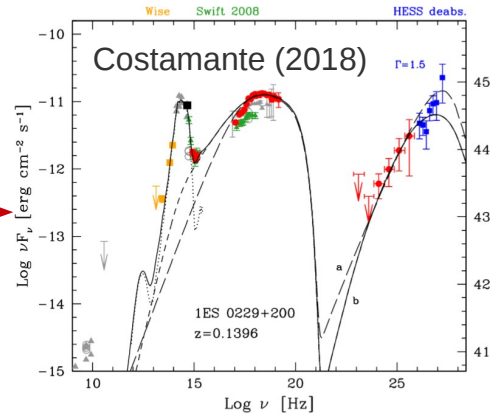 Wise Swift 2008 HESS deabs.
Costamante (2018)
Γ=1.5
-10
-11
-12
-13
-14
-15
Log νFν [erg cm⁻² s⁻¹]
45
44
43
42
41
a
b
1ES 0229+200
z=0.1396
10 15 20 25
Log ν [Hz]